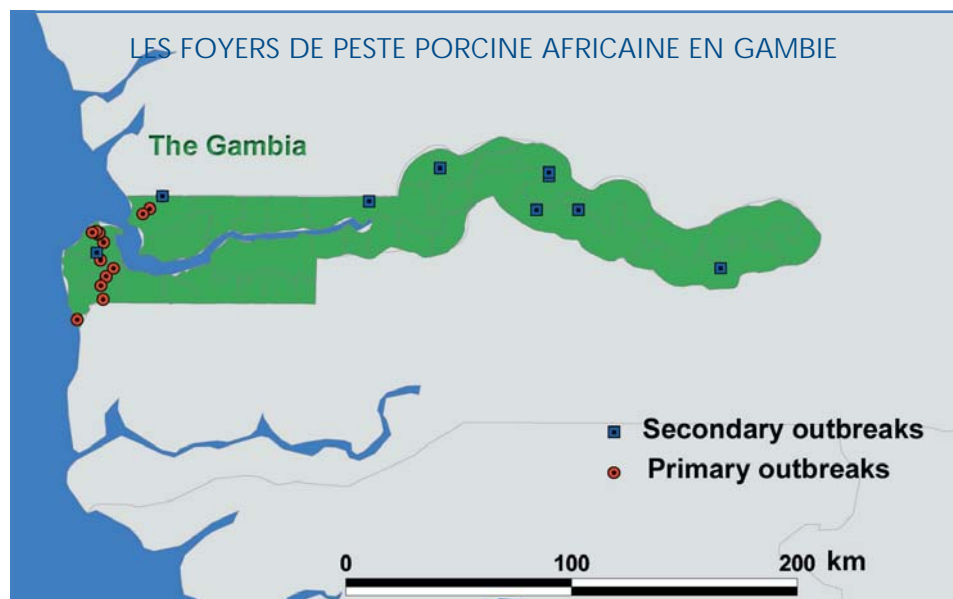 LES FOYERS DE PESTE PORCINE AFRICAINE EN GAMBIE
The Gambia
Secondary outbreaks
Primary outbreaks
0 100 200 km